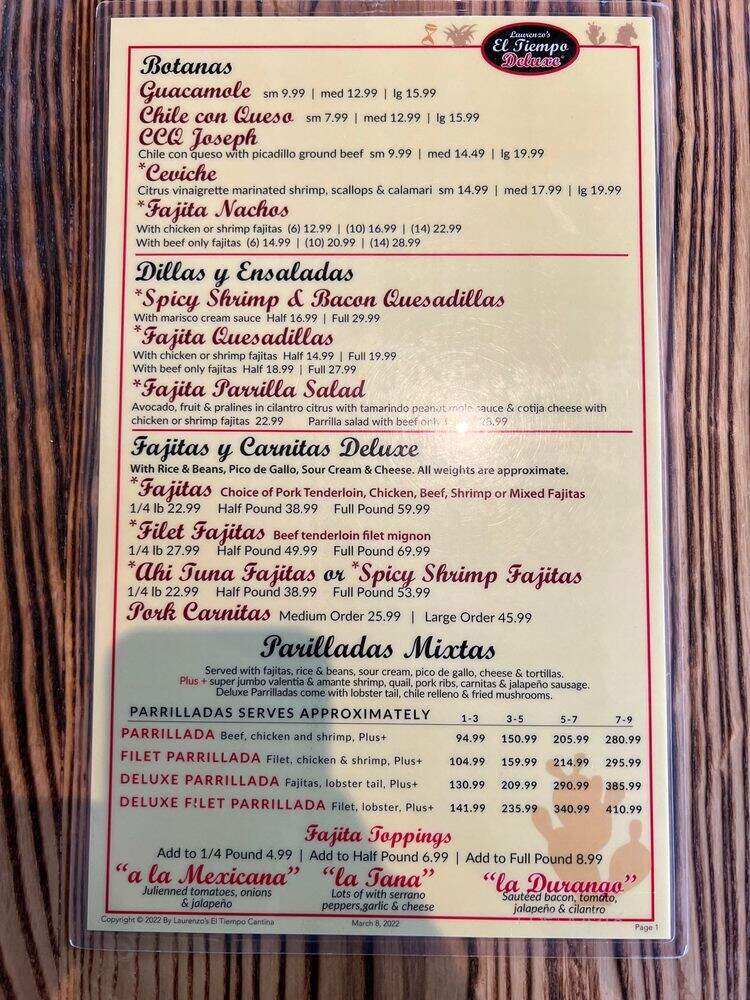 Laurenzo's
El Tiempo
Deluxe
Botanas
Guacamole sm 9.99 | med 12.99 | lg 15.99
Chile con Queso sm 7.99 | med 12.99 | lg 15.99
CCQ Joseph
Chile con queso with picadillo ground beef sm 9.99 | med 14.49 | lg 19.99
*Ceviche
Citrus vinaigrette marinated shrimp, scallops & calamari sm 14.99 | med 17.99 | lg 19.99
*Fajita Nachos
With chicken or shrimp fajitas (6) 12.99 | (10) 16.99 | (14) 22.99
With beef only fajitas (6) 14.99 | (10) 20.99 | (14) 28.99
Dillas y Ensaladas
*Spicy Shrimp & Bacon Quesadillas
With marisco cream sauce Half 16.99 | Full 29.99
*Fajita Quesadillas
With chicken or shrimp fajitas Half 14.99 | Full 19.99
With beef only fajitas Half 18.99 | Full 27.99
*Fajita Parrilla Salad
Avocado, fruit & pralines in cilantro citrus with tamarindo peanut mole sauce & cotija cheese with
chicken or shrimp fajitas 22.99 Parrilla salad with beef only 28.99
Fajitas y Carnitas Deluxe
With Rice & Beans, Pico de Gallo, Sour Cream & Cheese. All weights are approximate.
*Fajitas Choice of Pork Tenderloin, Chicken, Beef, Shrimp or Mixed Fajitas
1/4 lb 22.99 Half Pound 38.99 Full Pound 59.99
*Filet Fajitas Beef tenderloin filet mignon
1/4 lb 27.99 Half Pound 49.99 Full Pound 69.99
*Ahi Tuna Fajitas or *Spicy Shrimp Fajitas
1/4 lb 22.99 Half Pound 38.99 Full Pound 53.99
Pork Carnitas Medium Order 25.99 | Large Order 45.99
Parilladas Mixtas
Served with fajitas, rice & beans, sour cream, pico de gallo, cheese & tortillas.
Plus + super jumbo valentia & amante shrimp, quail, pork ribs, carnitas & jalapeño sausage.
Deluxe Parrilladas come with lobster tail, chile relleno & fried mushrooms.
PARRILLADAS SERVES APPROXIMATELY 1-3 3-5 5-7 7-9
PARRILLADA Beef, chicken and shrimp, Plus+ 94.99 150.99 205.99 280.99
FILET PARRILLADA Filet, chicken & shrimp, Plus+ 104.99 159.99 214.99 295.99
DELUXE PARRILLADA Fajitas, lobster tail, Plus+ 130.99 209.99 290.99 385.99
DELUXE F!LET PARRILLADA Filet, lobster, Plus+ 141.99 235.99 340.99 410.99
Fajita Toppings
Add to 1/4 Pound 4.99 | Add to Half Pound 6.99 | Add to Full Pound 8.99
"a la Mexicana" "la Tana" "la Durango"
Julienned tomatoes, onions
& jalapeño
Lots of with serrano
peppers,garlic & cheese
Sauteed bacon, tomato,
jalapeño & cilantro
Copyright © 2022 By Laurenzo's El Tiempo Cantina March 8, 2022 Page 1